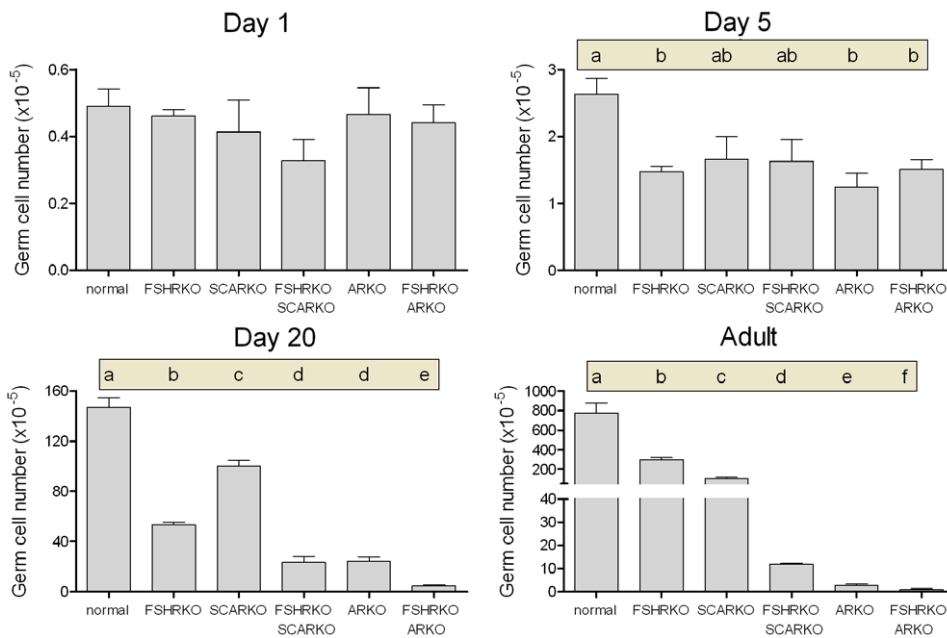 Day 1
Germ cell number (x10⁻⁵)
0.6
0.4
0.2
0.0
normal FSHRKO SCARKO FSHRKO ARKO FSHRKO
SCARKO ARKO
Day 5
a b ab ab b b
Germ cell number (x10⁻⁵)
3
2
1
0
normal FSHRKO SCARKO FSHRKO ARKO FSHRKO
SCARKO ARKO
Day 20
a b c d d e
Germ cell number (x10⁻⁵)
160
120
80
40
0
normal FSHRKO SCARKO FSHRKO ARKO FSHRKO
SCARKO ARKO
Adult
a b c d e f
Germ cell number (x10⁻⁵)
1000
800
600
400
200
40
30
20
10
0
normal FSHRKO SCARKO FSHRKO ARKO FSHRKO
SCARKO ARKO